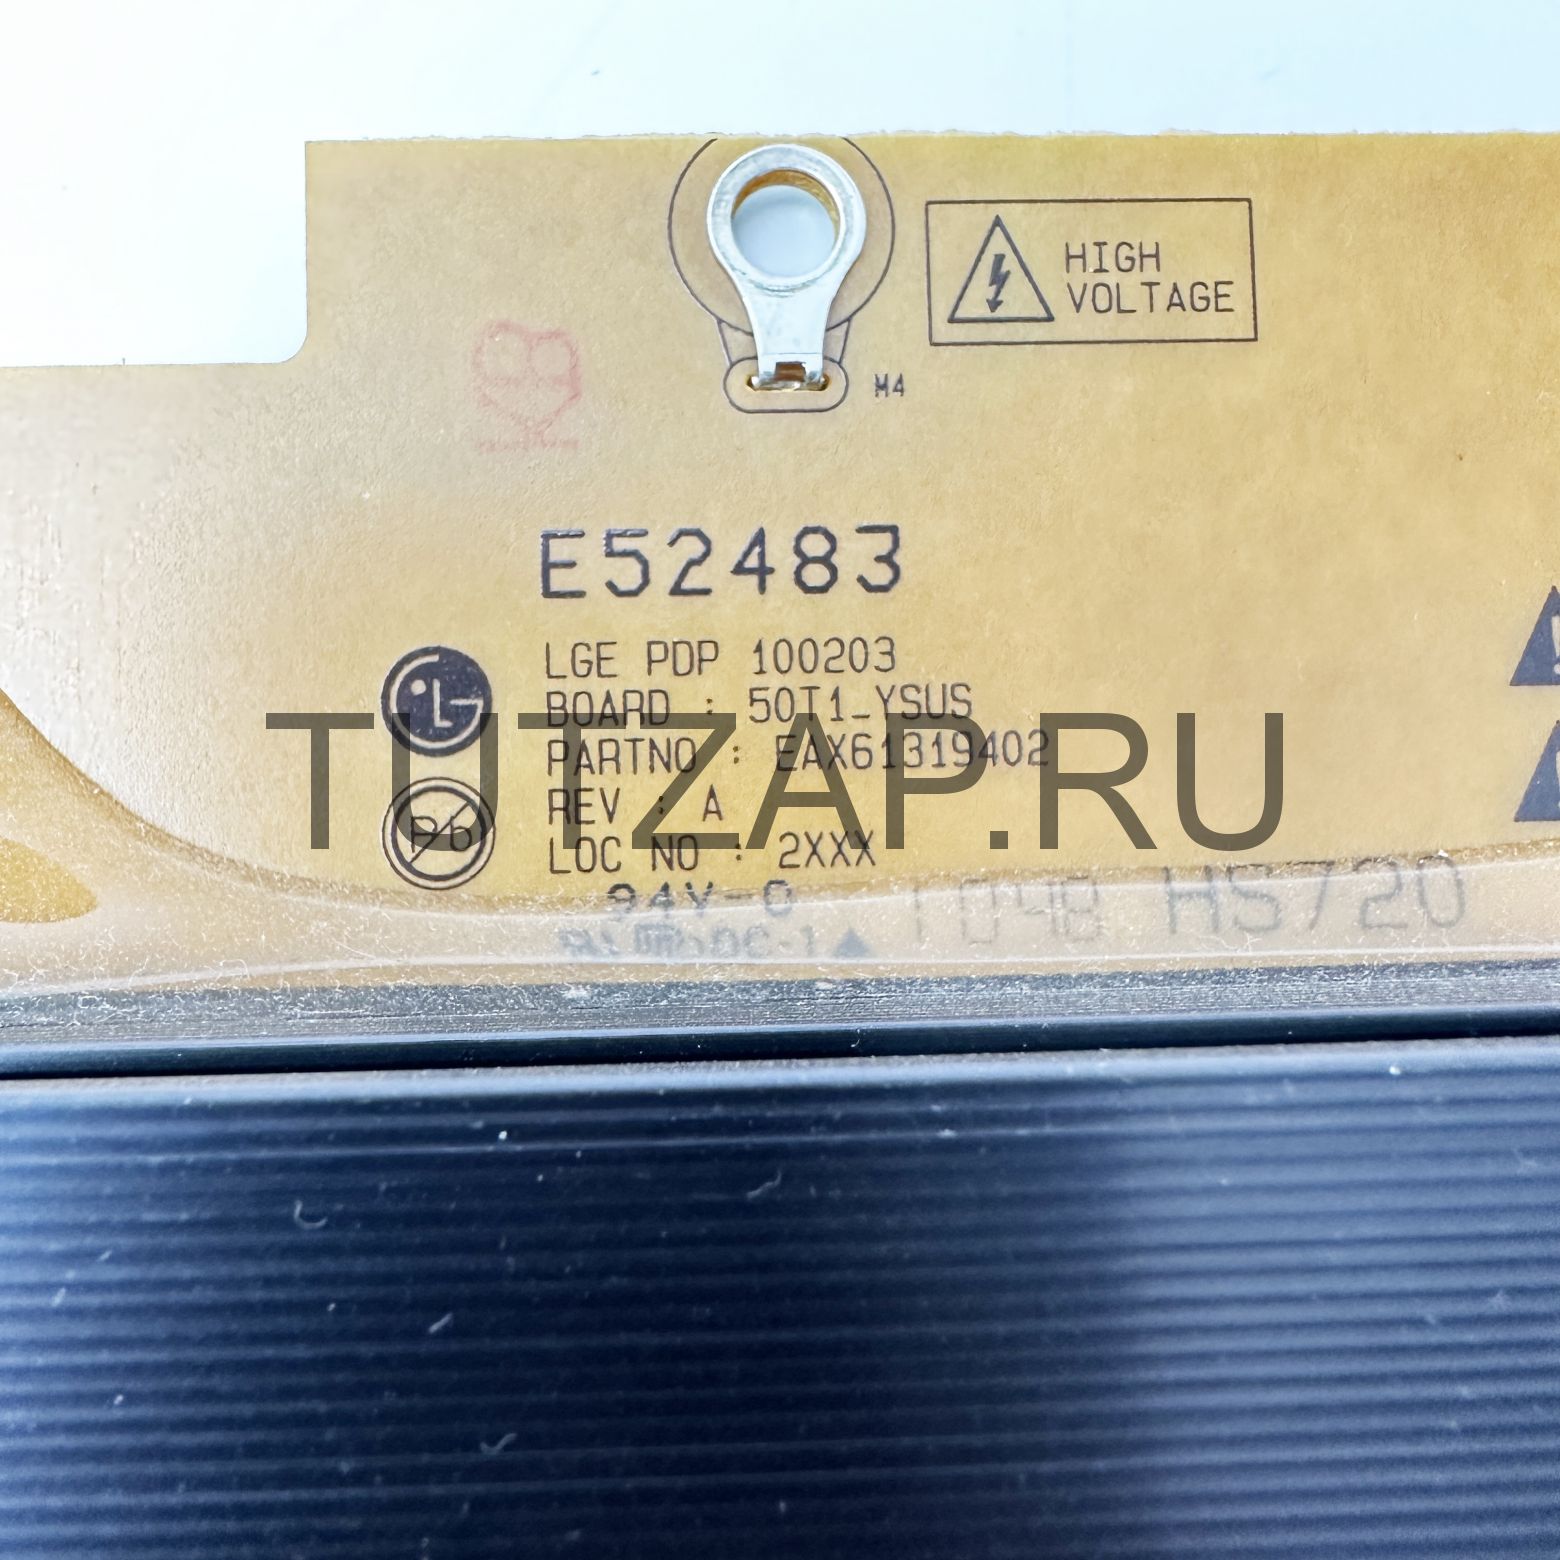 HIGH
VOLTAGE
M4
E52483
LGE PDP 100203
BOARD : 50T1_YSUS
PARTNO : EAX61319402
REV : A
LOC NO : 2XXX
Pb
TUTZAP.RU
94V-0
1048 HS720